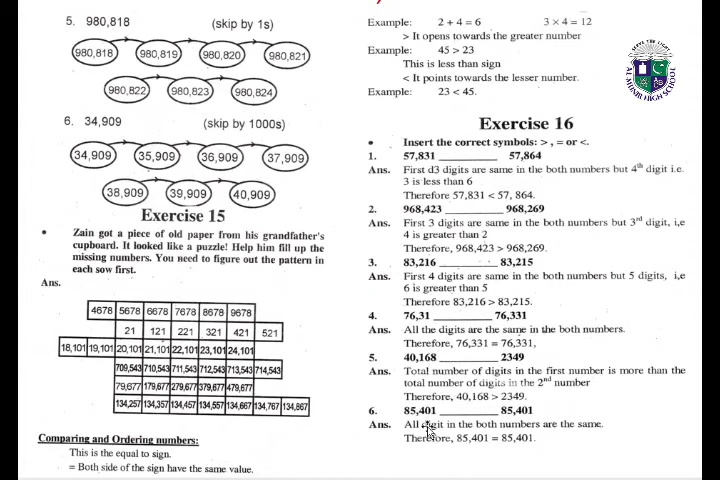 5. 980,818 (skip by 1s)
980,818 980,819 980,820 980,821
980,822 980,823 980,824
6. 34,909 (skip by 1000s)
34,909 35,909 36,909 37,909
38,909 39,909 40,909
Exercise 15
• Zain got a piece of old paper from his grandfather's
cupboard. It looked like a puzzle! Help him fill up the
missing numbers. You need to figure out the pattern in
each sow first.
Ans.
4678 5678 6678 7678 8678 9678
21 121 221 321 421 521
18,101 19,101 20,101 21,101 22,101 23,101 24,101
709,543 710,543 711,543 712,543 713,543 714,543
79,677 179,677 279,677 379,677 479,677
134,257 134,357 134,457 134,557 134,667 134,767 134,867
Comparing and Ordering numbers:
This is the equal to sign.
= Both side of the sign have the same value.
Example: 2 + 4 = 6 3 × 4 = 12
> It opens towards the greater number
Example: 45 > 23
This is less than sign
< It points towards the lesser number.
Example: 23 < 45.
SERVE THE LIGHT
AL-MUNIR HIGH SCHOOL
Exercise 16
• Insert the correct symbols: > , = or <.
1. 57,831 __________ 57,864
Ans. First d3 digits are same in the both numbers but 4th digit i.e.
3 is less than 6
Therefore 57,831 < 57, 864.
2. 968,423 __________ 968,269
Ans. First 3 digits are same in the both numbers but 3rd digit, i,e
4 is greater than 2
Therefore, 968,423 > 968,269.
3. 83,216 __________ 83,215
Ans. First 4 digits are same in the both numbers but 5 digits, i,e
6 is greater than 5
Therefore 83,216 > 83,215.
4. 76,31 __________ 76,331
Ans. All the digits are the same in the both numbers.
Therefore, 76,331 = 76,331,
5. 40,168 __________ 2349
Ans. Total number of digits in the first number is more than the
total number of digits in the 2nd number
Therefore, 40,168 > 2349.
6. 85,401 __________ 85,401
Ans. All digit in the both numbers are the same.
Therefore, 85,401 = 85,401.